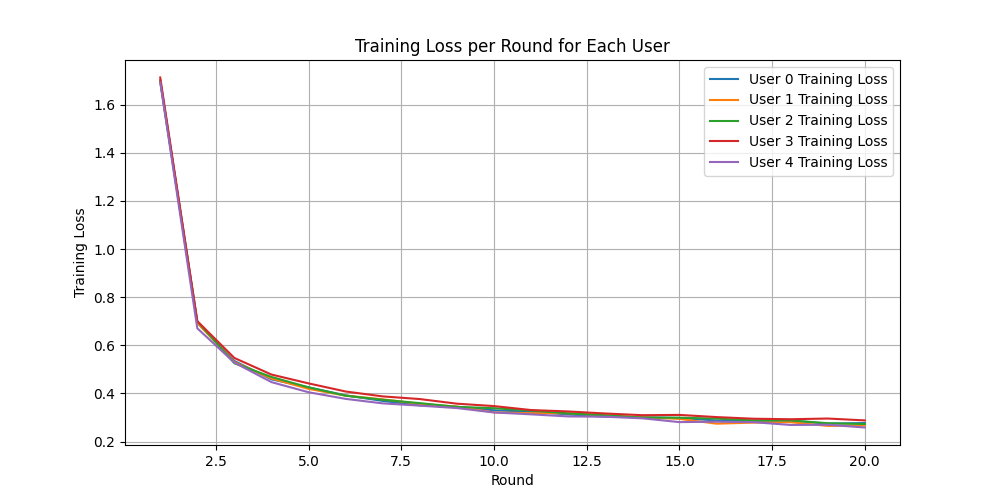 Training Loss per Round for Each User
Training Loss
1.6
1.4
1.2
1.0
0.8
0.6
0.4
0.2
User 0 Training Loss
User 1 Training Loss
User 2 Training Loss
User 3 Training Loss
User 4 Training Loss
2.5 5.0 7.5 10.0 12.5 15.0 17.5 20.0
Round